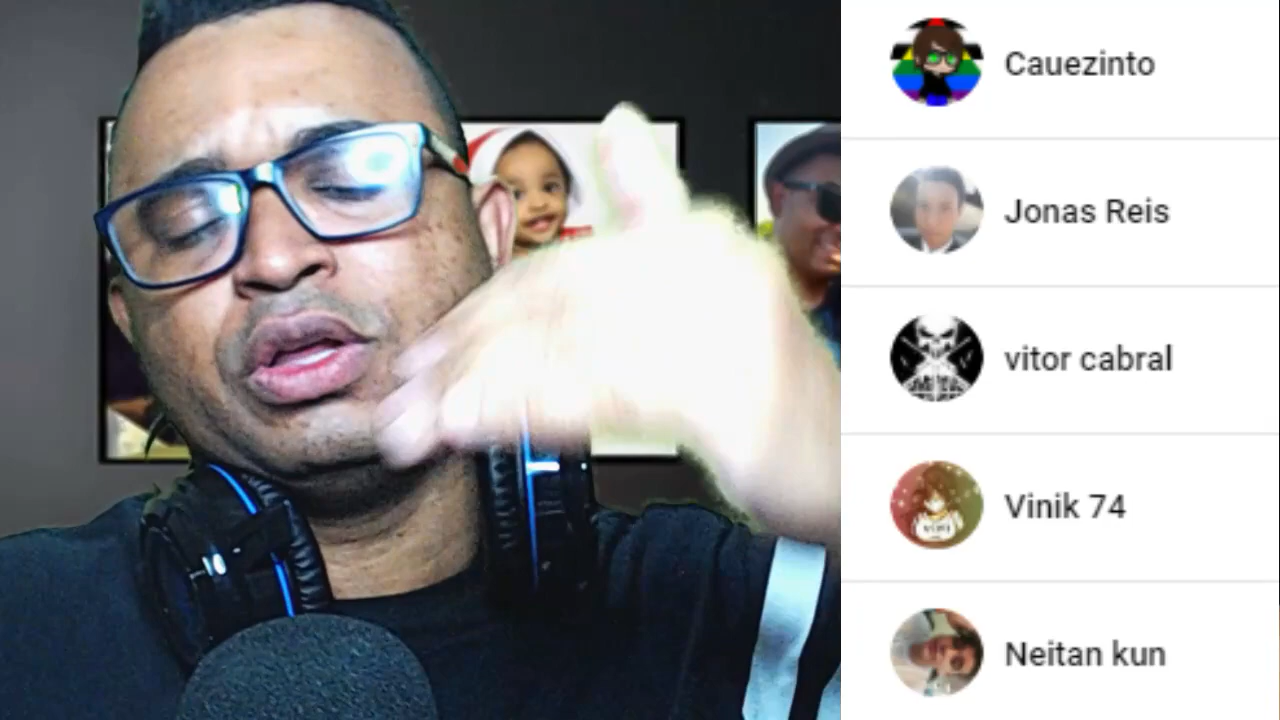 Cauezinto
Jonas Reis
vitor cabral
Vinik 74
Neitan kun